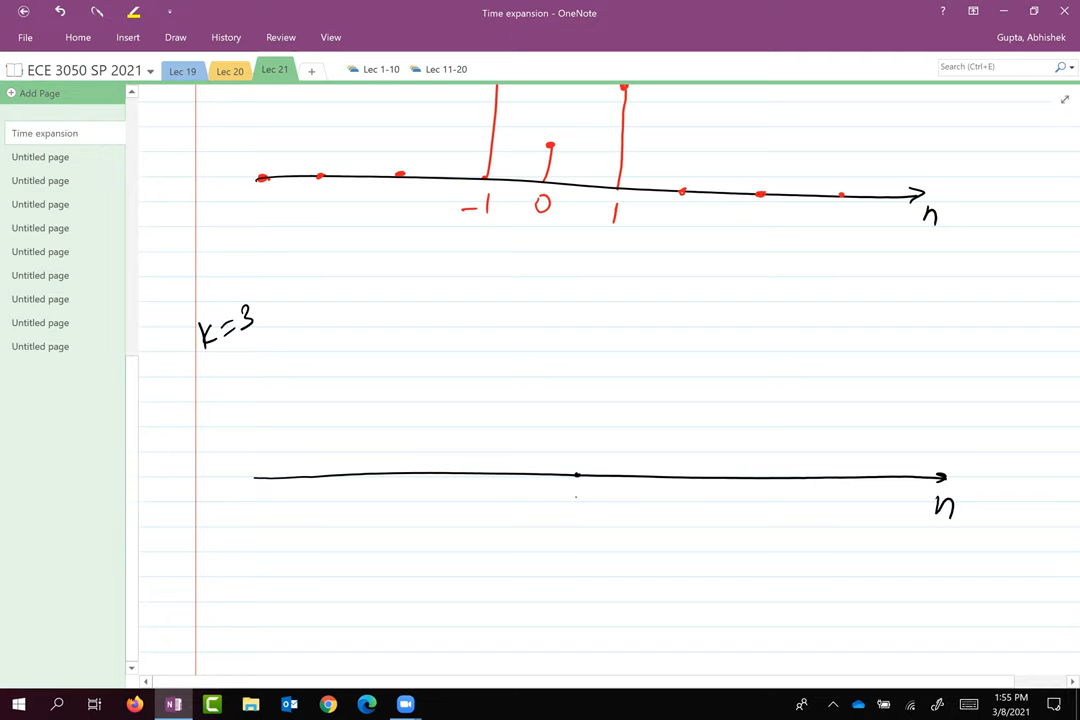 Time expansion - OneNote
?
File Home Insert Draw History Review View
Gupta, Abhishek
ECE 3050 SP 2021
Lec 19
Lec 20
Lec 21
+
Lec 1-10
Lec 11-20
Search (Ctrl+E)
Add Page
Time expansion
Untitled page
Untitled page
Untitled page
Untitled page
Untitled page
Untitled page
Untitled page
Untitled page
Untitled page
-1 0 1
n
K=3
n
1:55 PM
3/8/2021